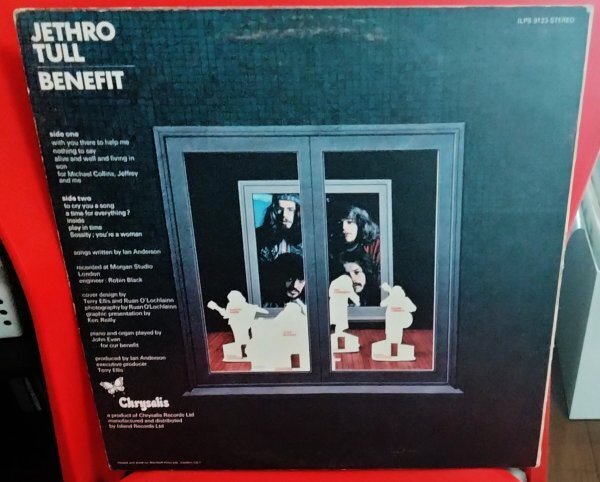 JETHRO
TULL
BENEFIT
ILPS 9123 STEREO
side one
with you there to help me
nothing to say
alive and well and living in
son
for Michael Collins, Jeffrey
and me
side two
to cry you a song
a time for everything?
inside
play in time
Sossity; you're a woman
songs written by Ian Anderson
recorded at Morgan Studio
London
engineer: Robin Black
cover design by
Terry Ellis and Ruan O'Lochlainn
photography by Ruan O'Lochlainn
graphic presentation by
Ken Reilly
piano and organ played by
John Evan
for our benefit
produced by Ian Anderson
executive producer
Terry Ellis
Chrysalis
a product of Chrysalis Records Ltd
manufactured and distributed
by Island Records Ltd